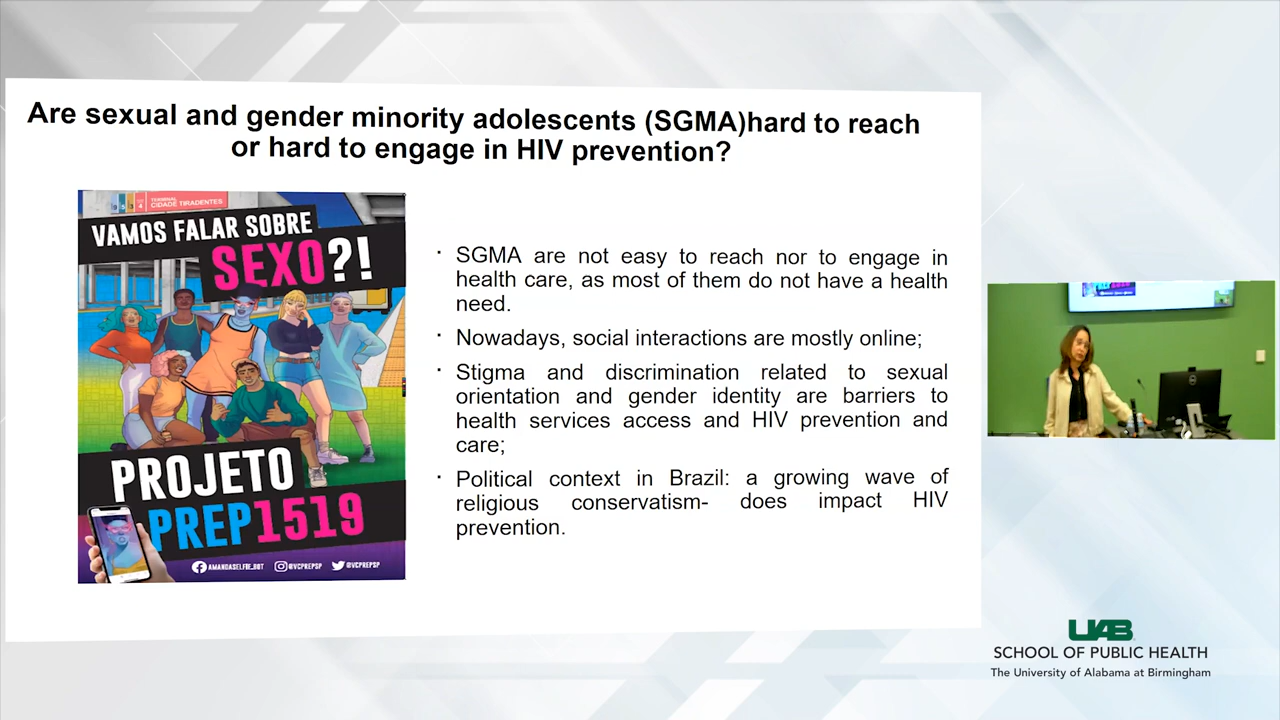 Are sexual and gender minority adolescents (SGMA)hard to reach
or hard to engage in HIV prevention?
TERMINAL
CIDADE TIRADENTES
VAMOS FALAR SOBRE
SEXO?!
PROJETO
PREP1519
@VCPREPSP
@VCPREPSP
· SGMA are not easy to reach nor to engage in
health care, as most of them do not have a health
need.
· Nowadays, social interactions are mostly online;
· Stigma and discrimination related to sexual
orientation and gender identity are barriers to
health services access and HIV prevention and
care;
· Political context in Brazil: a growing wave of
religious conservatism- does impact HIV
prevention.
UAB
SCHOOL OF PUBLIC HEALTH
The University of Alabama at Birmingham